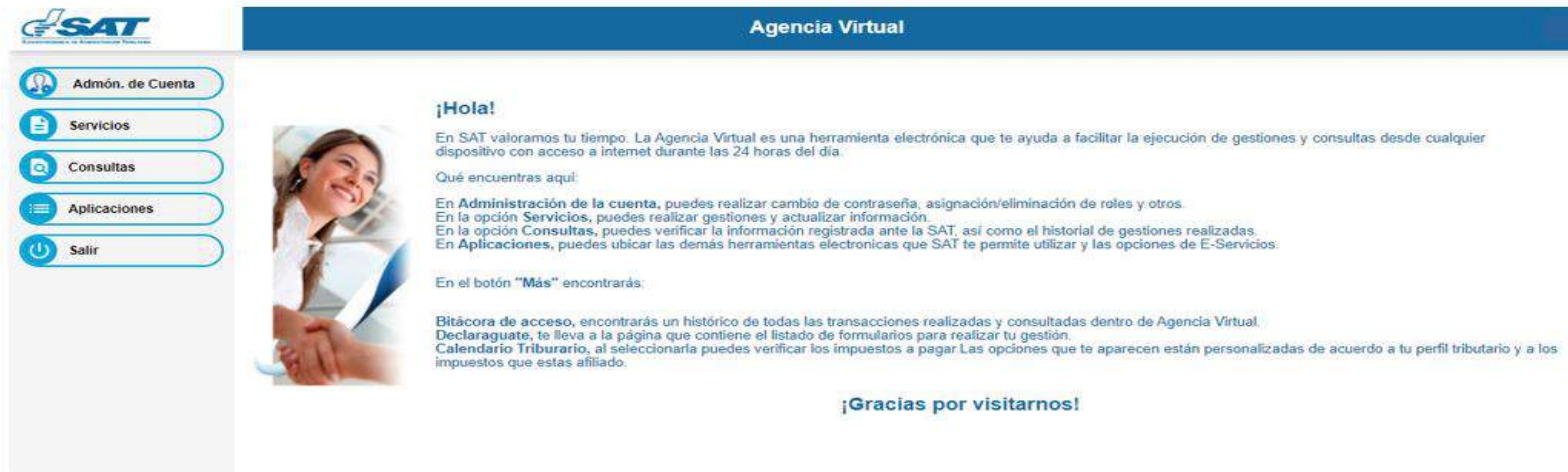 SAT
Agencia Virtual
Admón. de Cuenta
Servicios
Consultas
Aplicaciones
Salir
¡Hola!
En SAT valoramos tu tiempo. La Agencia Virtual es una herramienta electrónica que te ayuda a facilitar la ejecución de gestiones y consultas desde cualquier
dispositivo con acceso a internet durante las 24 horas del día.
Qué encuentras aquí:
En Administración de la cuenta, puedes realizar cambio de contraseña, asignación/eliminación de roles y otros.
En la opción Servicios, puedes realizar gestiones y actualizar información.
En la opción Consultas, puedes verificar la información registrada ante la SAT, así como el historial de gestiones realizadas.
En Aplicaciones, puedes ubicar las demás herramientas electronicas que SAT te permite utilizar y las opciones de E-Servicios.
En el botón "Más" encontrarás:
Bitácora de acceso, encontrarás un histórico de todas las transacciones realizadas y consultadas dentro de Agencia Virtual.
Declaraguate, te lleva a la página que contiene el listado de formularios para realizar tu gestión.
Calendario Triburario, al seleccionarla puedes verificar los impuestos a pagar.Las opciones que te aparecen están personalizadas de acuerdo a tu perfil tributario y a los
impuestos que estas afiliado.
¡Gracias por visitarnos!